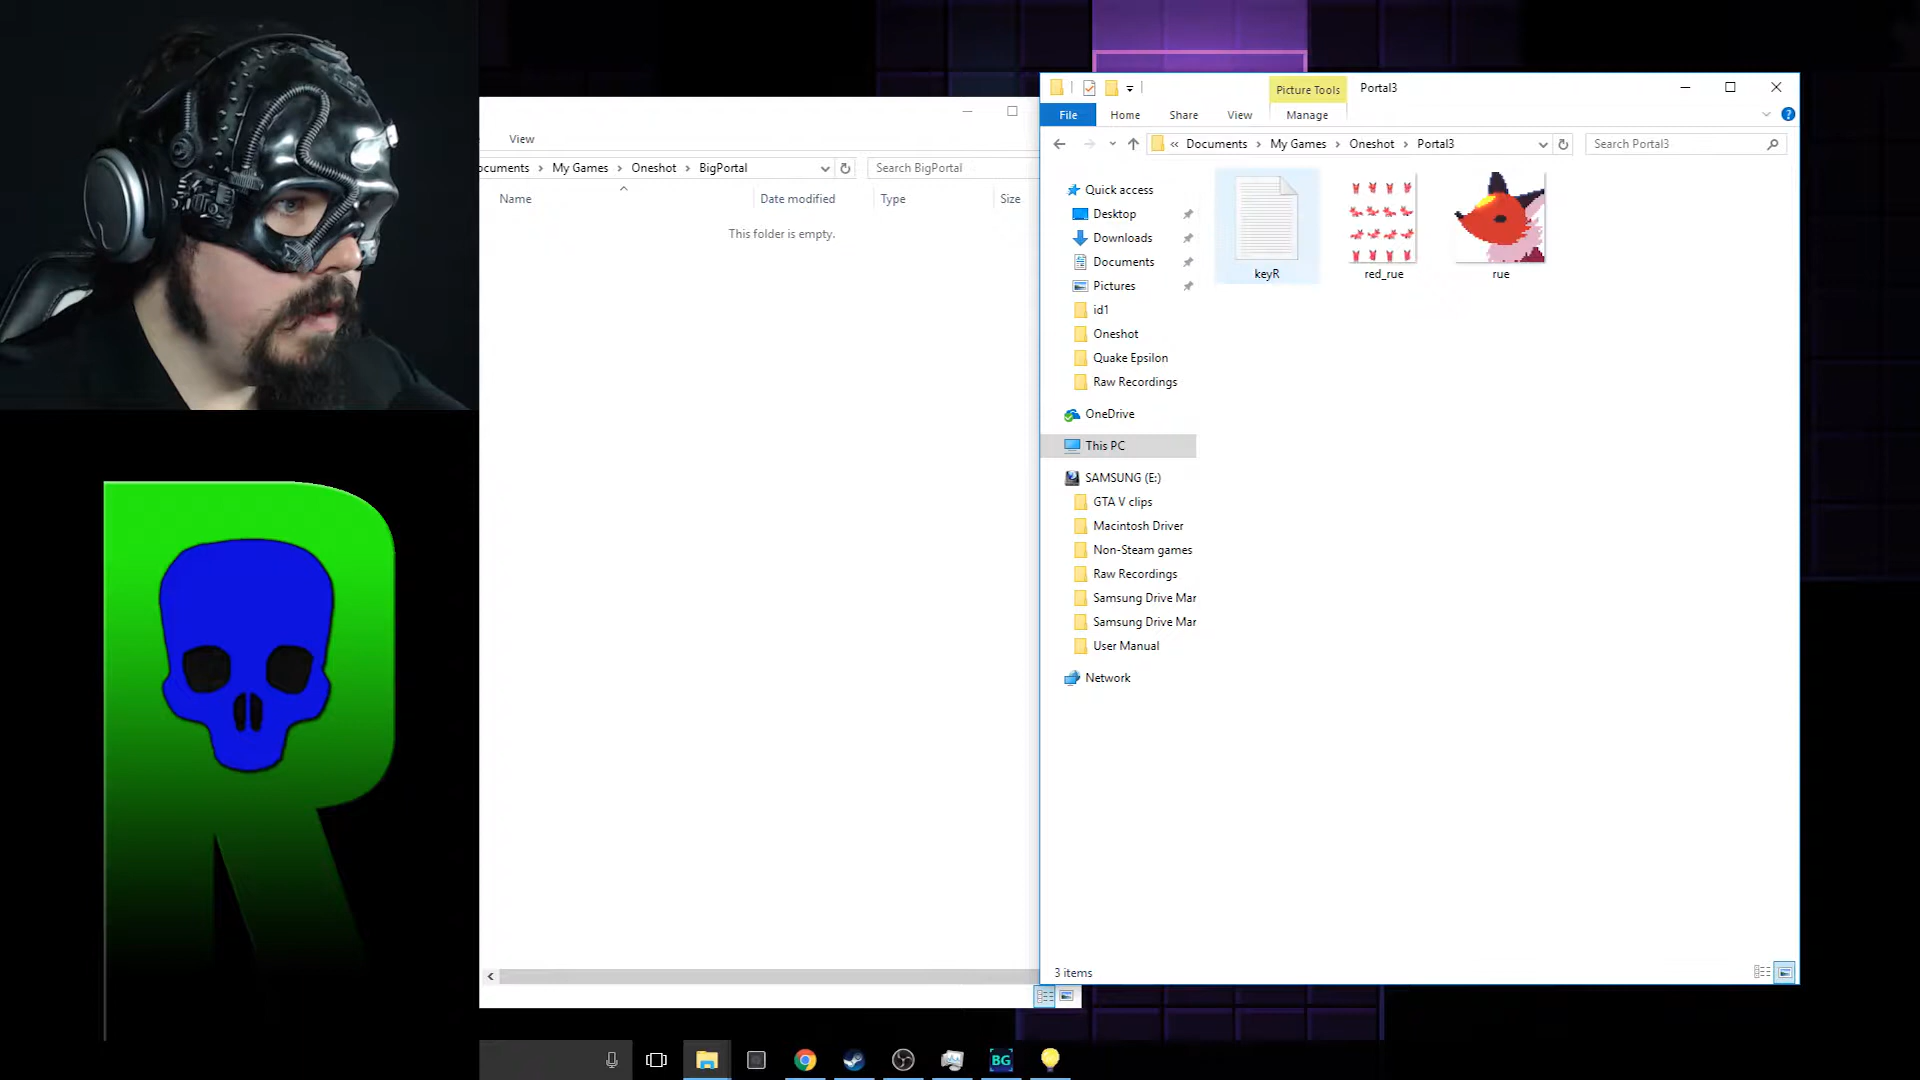 View
ocuments > My Games > Oneshot > BigPortal
Search BigPortal
Name
Date modified
Type
Size
This folder is empty.
Picture Tools
Portal3
File
Home
Share
View
Manage
« Documents > My Games > Oneshot > Portal3
Search Portal3
Quick access
Desktop
Downloads
Documents
Pictures
id1
Oneshot
Quake Epsilon
Raw Recordings
OneDrive
This PC
SAMSUNG (E:)
GTA V clips
Macintosh Driver
Non-Steam games
Raw Recordings
Samsung Drive Mar
Samsung Drive Mar
User Manual
Network
keyR
red_rue
rue
3 items
R
BG